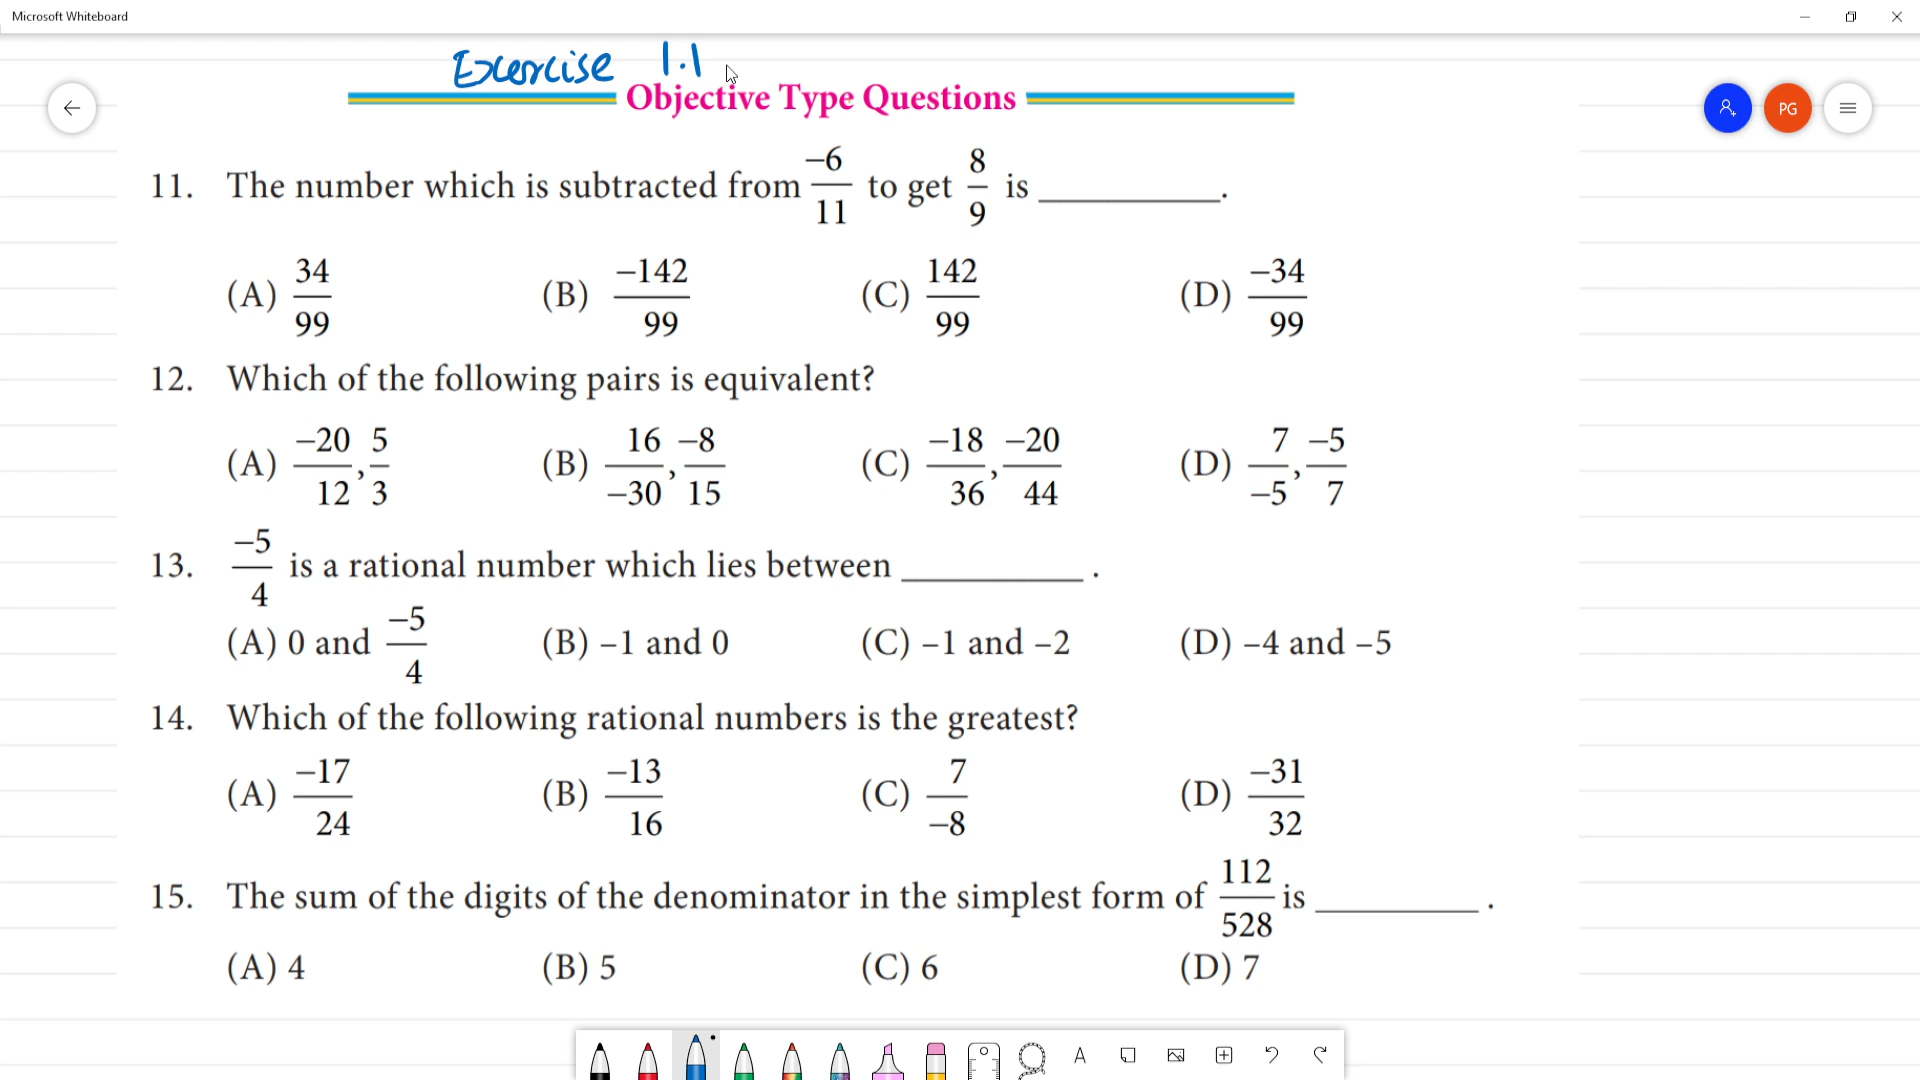 Microsoft Whiteboard
Exercise 1.1
Objective Type Questions
PG
11. The number which is subtracted from −6/11 to get 8/9 is __________.
(A) 34/99 (B) −142/99 (C) 142/99 (D) −34/99
12. Which of the following pairs is equivalent?
(A) −20/12, 5/3 (B) 16/−30, −8/15 (C) −18/36, −20/44 (D) 7/−5, −5/7
13. −5/4 is a rational number which lies between __________ .
(A) 0 and −5/4 (B) –1 and 0 (C) –1 and –2 (D) –4 and –5
14. Which of the following rational numbers is the greatest?
(A) −17/24 (B) −13/16 (C) 7/−8 (D) −31/32
15. The sum of the digits of the denominator in the simplest form of 112/528 is _________ .
(A) 4 (B) 5 (C) 6 (D) 7
A